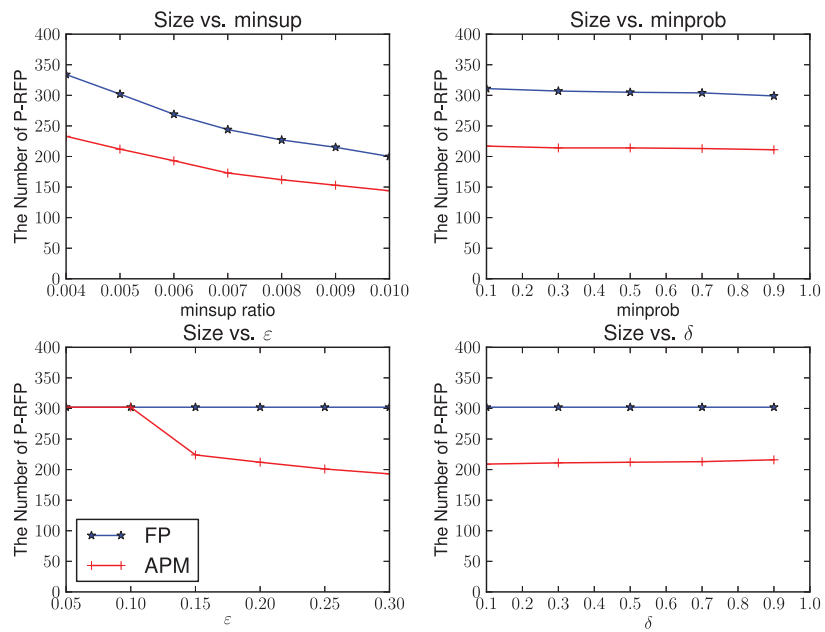 Size vs. minsup
The Number of P-RFP
400
350
300
250
200
150
100
50
0
0.004 0.005 0.006 0.007 0.008 0.009 0.010
minsup ratio
Size vs. minprob
The Number of P-RFP
400
350
300
250
200
150
100
50
0
0.1 0.2 0.3 0.4 0.5 0.6 0.7 0.8 0.9 1.0
minprob
Size vs. ε
The Number of P-RFP
400
350
300
250
200
150
100
50
0
FP
APM
0.05 0.10 0.15 0.20 0.25 0.30
ε
Size vs. δ
The Number of P-RFP
400
350
300
250
200
150
100
50
0
0.1 0.2 0.3 0.4 0.5 0.6 0.7 0.8 0.9 1.0
δ